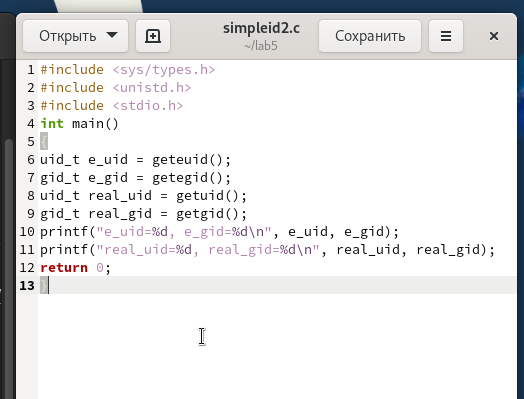 Открыть
simpleid2.c
~/lab5
Сохранить
1 #include <sys/types.h>
2 #include <unistd.h>
3 #include <stdio.h>
4 int main()
5 {
6 uid_t e_uid = geteuid();
7 gid_t e_gid = getegid();
8 uid_t real_uid = getuid();
9 gid_t real_gid = getgid();
10 printf("e_uid=%d, e_gid=%d\n", e_uid, e_gid);
11 printf("real_uid=%d, real_gid=%d\n", real_uid, real_gid);
12 return 0;
13 }